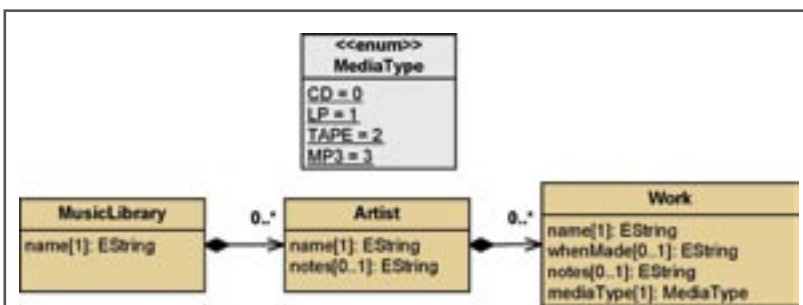 <<enum>>
MediaType
CD = 0
LP = 1
TAPE = 2
MP3 = 3
MusicLibrary
name[1]: EString
0..*
Artist
name[1]: EString
notes[0..1]: EString
0..*
Work
name[1]: EString
whenMade[0..1]: EString
notes[0..1]: EString
mediaType[1]: MediaType